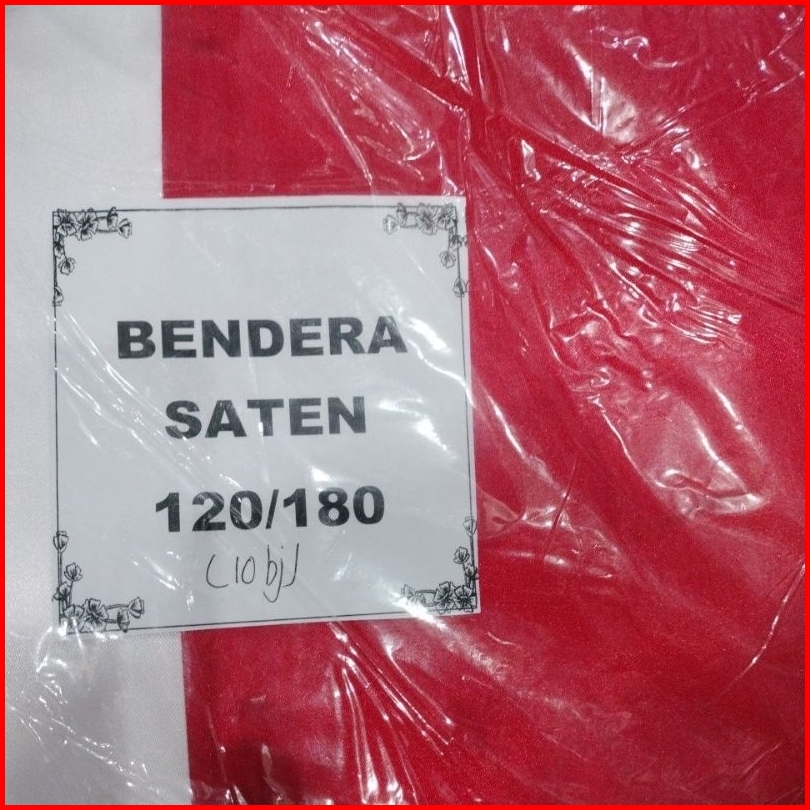 BENDERA
SATEN
120/180
(10 bj)